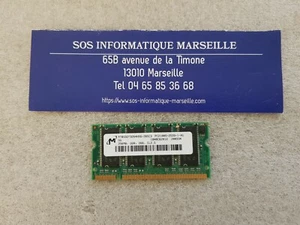 SOS INFORMATIQUE MARSEILLE
65B avenue de la Timone
13010 Marseille
Tel 04 65 85 36 68
https://sos-informatique-marseille.com/